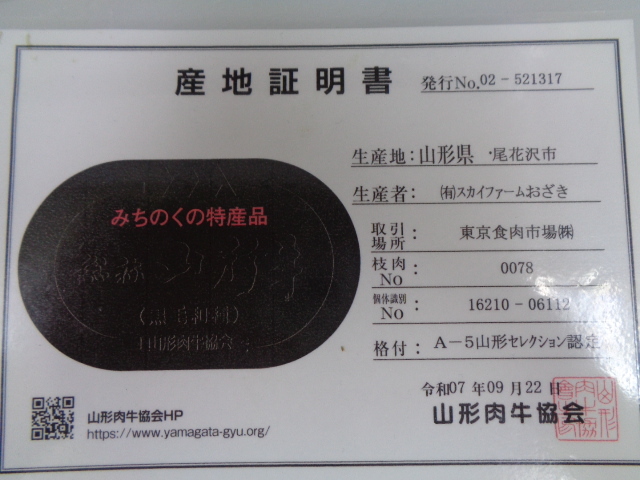 産地証明書
発行No.02-521317
生産地: 山形県 ・尾花沢市
生産者: ㈲スカイファームおざき
取引場所: 東京食肉市場㈱
枝肉No: 0078
個体識別No: 16210-06112
格付: A-5山形セレクション認定
みちのくの特産品
総称 山形牛
(黒毛和種)
山形肉牛協会
令和07年09月22日
山形肉牛協会
山形肉牛協会HP
https://www.yamagata-gyu.org/